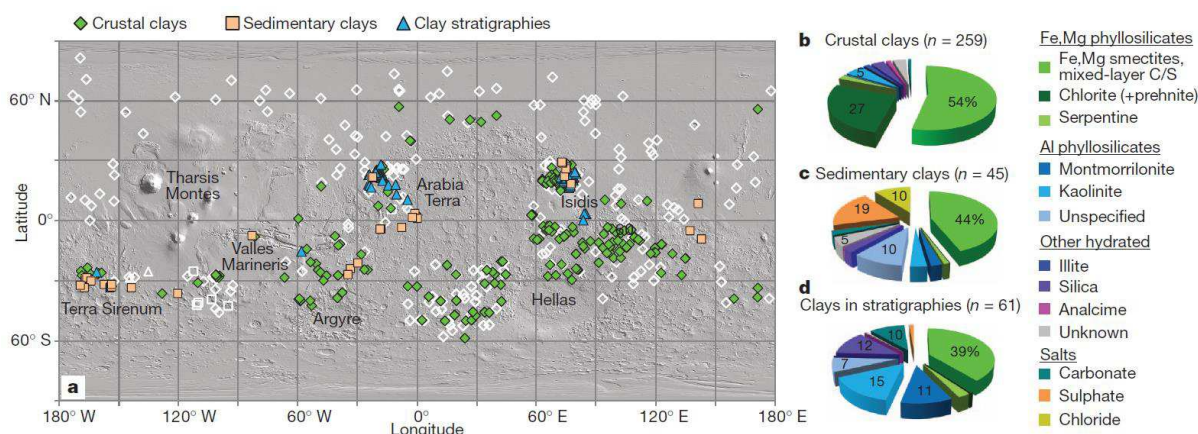 Crustal clays Sedimentary clays Clay stratigraphies
60° N
0°
60° S
Latitude
Tharsis
Montes
Arabia
Terra
Isidis
Valles
Marineris
Terra Sirenum
Argyre
Hellas
a
180° W 120° W 60° W 0° 60° E 120° E 180° E
Longitude
b Crustal clays (n = 259)
5
27
54%
c Sedimentary clays (n = 45)
10
19
44%
5
10
d Clays in stratigraphies (n = 61)
10
12
39%
7
15
11
Fe,Mg phyllosilicates
Fe,Mg smectites,
mixed-layer C/S
Chlorite (+prehnite)
Serpentine
Al phyllosilicates
Montmorrilonite
Kaolinite
Unspecified
Other hydrated
Illite
Silica
Analcime
Unknown
Salts
Carbonate
Sulphate
Chloride